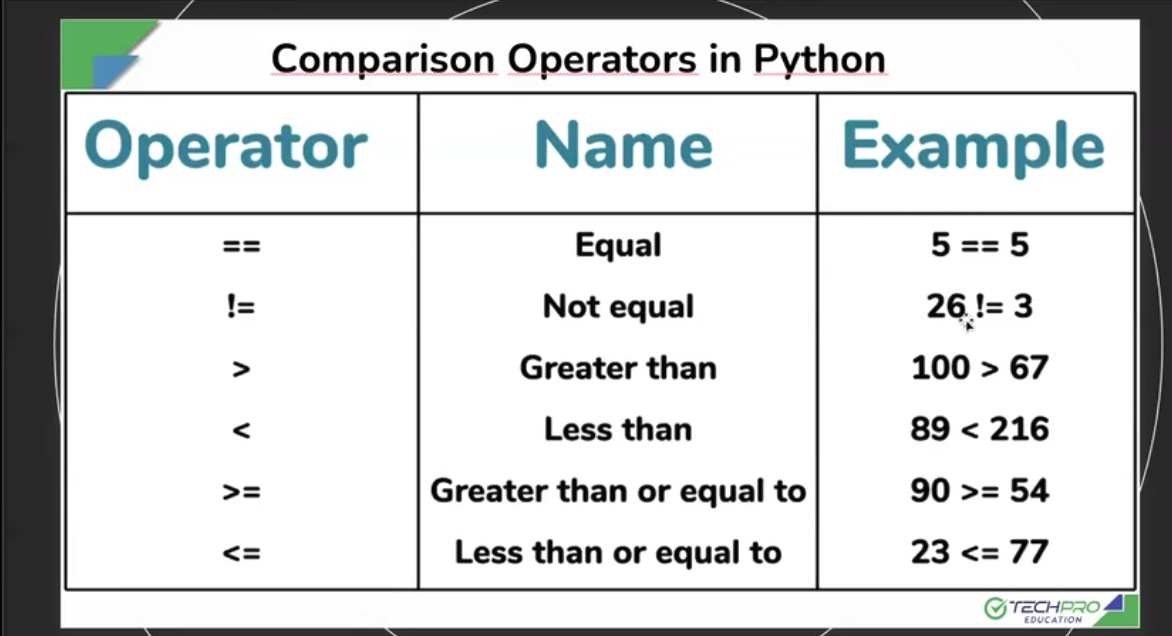 Comparison Operators in Python
Operator Name Example
== Equal 5 == 5
!= Not equal 26 != 3
> Greater than 100 > 67
< Less than 89 < 216
>= Greater than or equal to 90 >= 54
<= Less than or equal to 23 <= 77
TECHPRO
EDUCATION